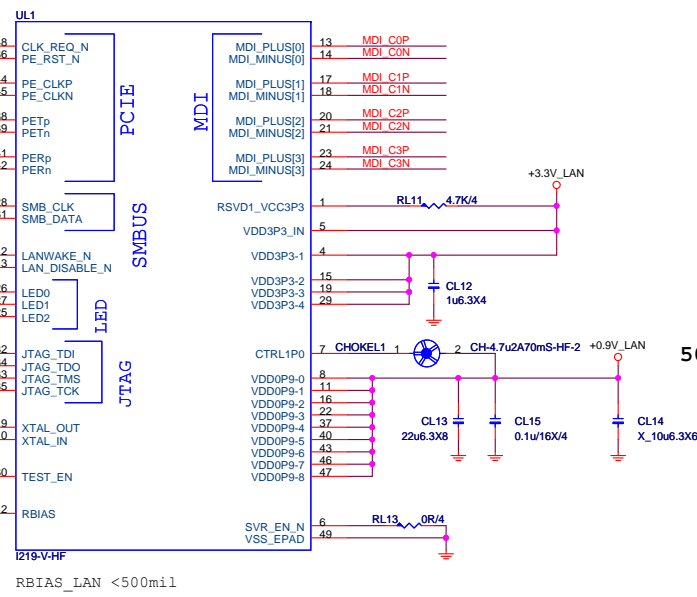 UL1
CLK_REQ_N
PE_RST_N
PE_CLKP
PE_CLKN
PETp
PETn
PERp
PERn
PCIE
SMB_CLK
SMB_DATA
SMBUS
LANWAKE_N
LAN_DISABLE_N
LED0
LED1
LED2
LED
JTAG_TDI
JTAG_TDO
JTAG_TMS
JTAG_TCK
JTAG
XTAL_OUT
XTAL_IN
TEST_EN
RBIAS
MDI
MDI_PLUS[0] 13 MDI_C0P
MDI_MINUS[0] 14 MDI_C0N
MDI_PLUS[1] 17 MDI_C1P
MDI_MINUS[1] 18 MDI_C1N
MDI_PLUS[2] 20 MDI_C2P
MDI_MINUS[2] 21 MDI_C2N
MDI_PLUS[3] 23 MDI_C3P
MDI_MINUS[3] 24 MDI_C3N
+3.3V_LAN
RSVD1_VCC3P3 1 RL11 4.7K/4
VDD3P3_IN 5
VDD3P3-1 4
VDD3P3-2 15
VDD3P3-3 19
VDD3P3-4 29
CL12
1u6.3X4
CTRL1P0 7 CHOKEL1 1 2 CH-4.7u2A70mS-HF-2 +0.9V_LAN
VDD0P9-0 8
VDD0P9-1 11
VDD0P9-2 16
VDD0P9-3 22
VDD0P9-4 37
VDD0P9-5 40
VDD0P9-6 43
VDD0P9-7 46
VDD0P9-8 47
CL13
22u6.3X8
CL15
0.1u/16X/4
CL14
X_10u6.3X6
SVR_EN_N 6 RL13 0R/4
VSS_EPAD 49
I219-V-HF
RBIAS_LAN <500mil